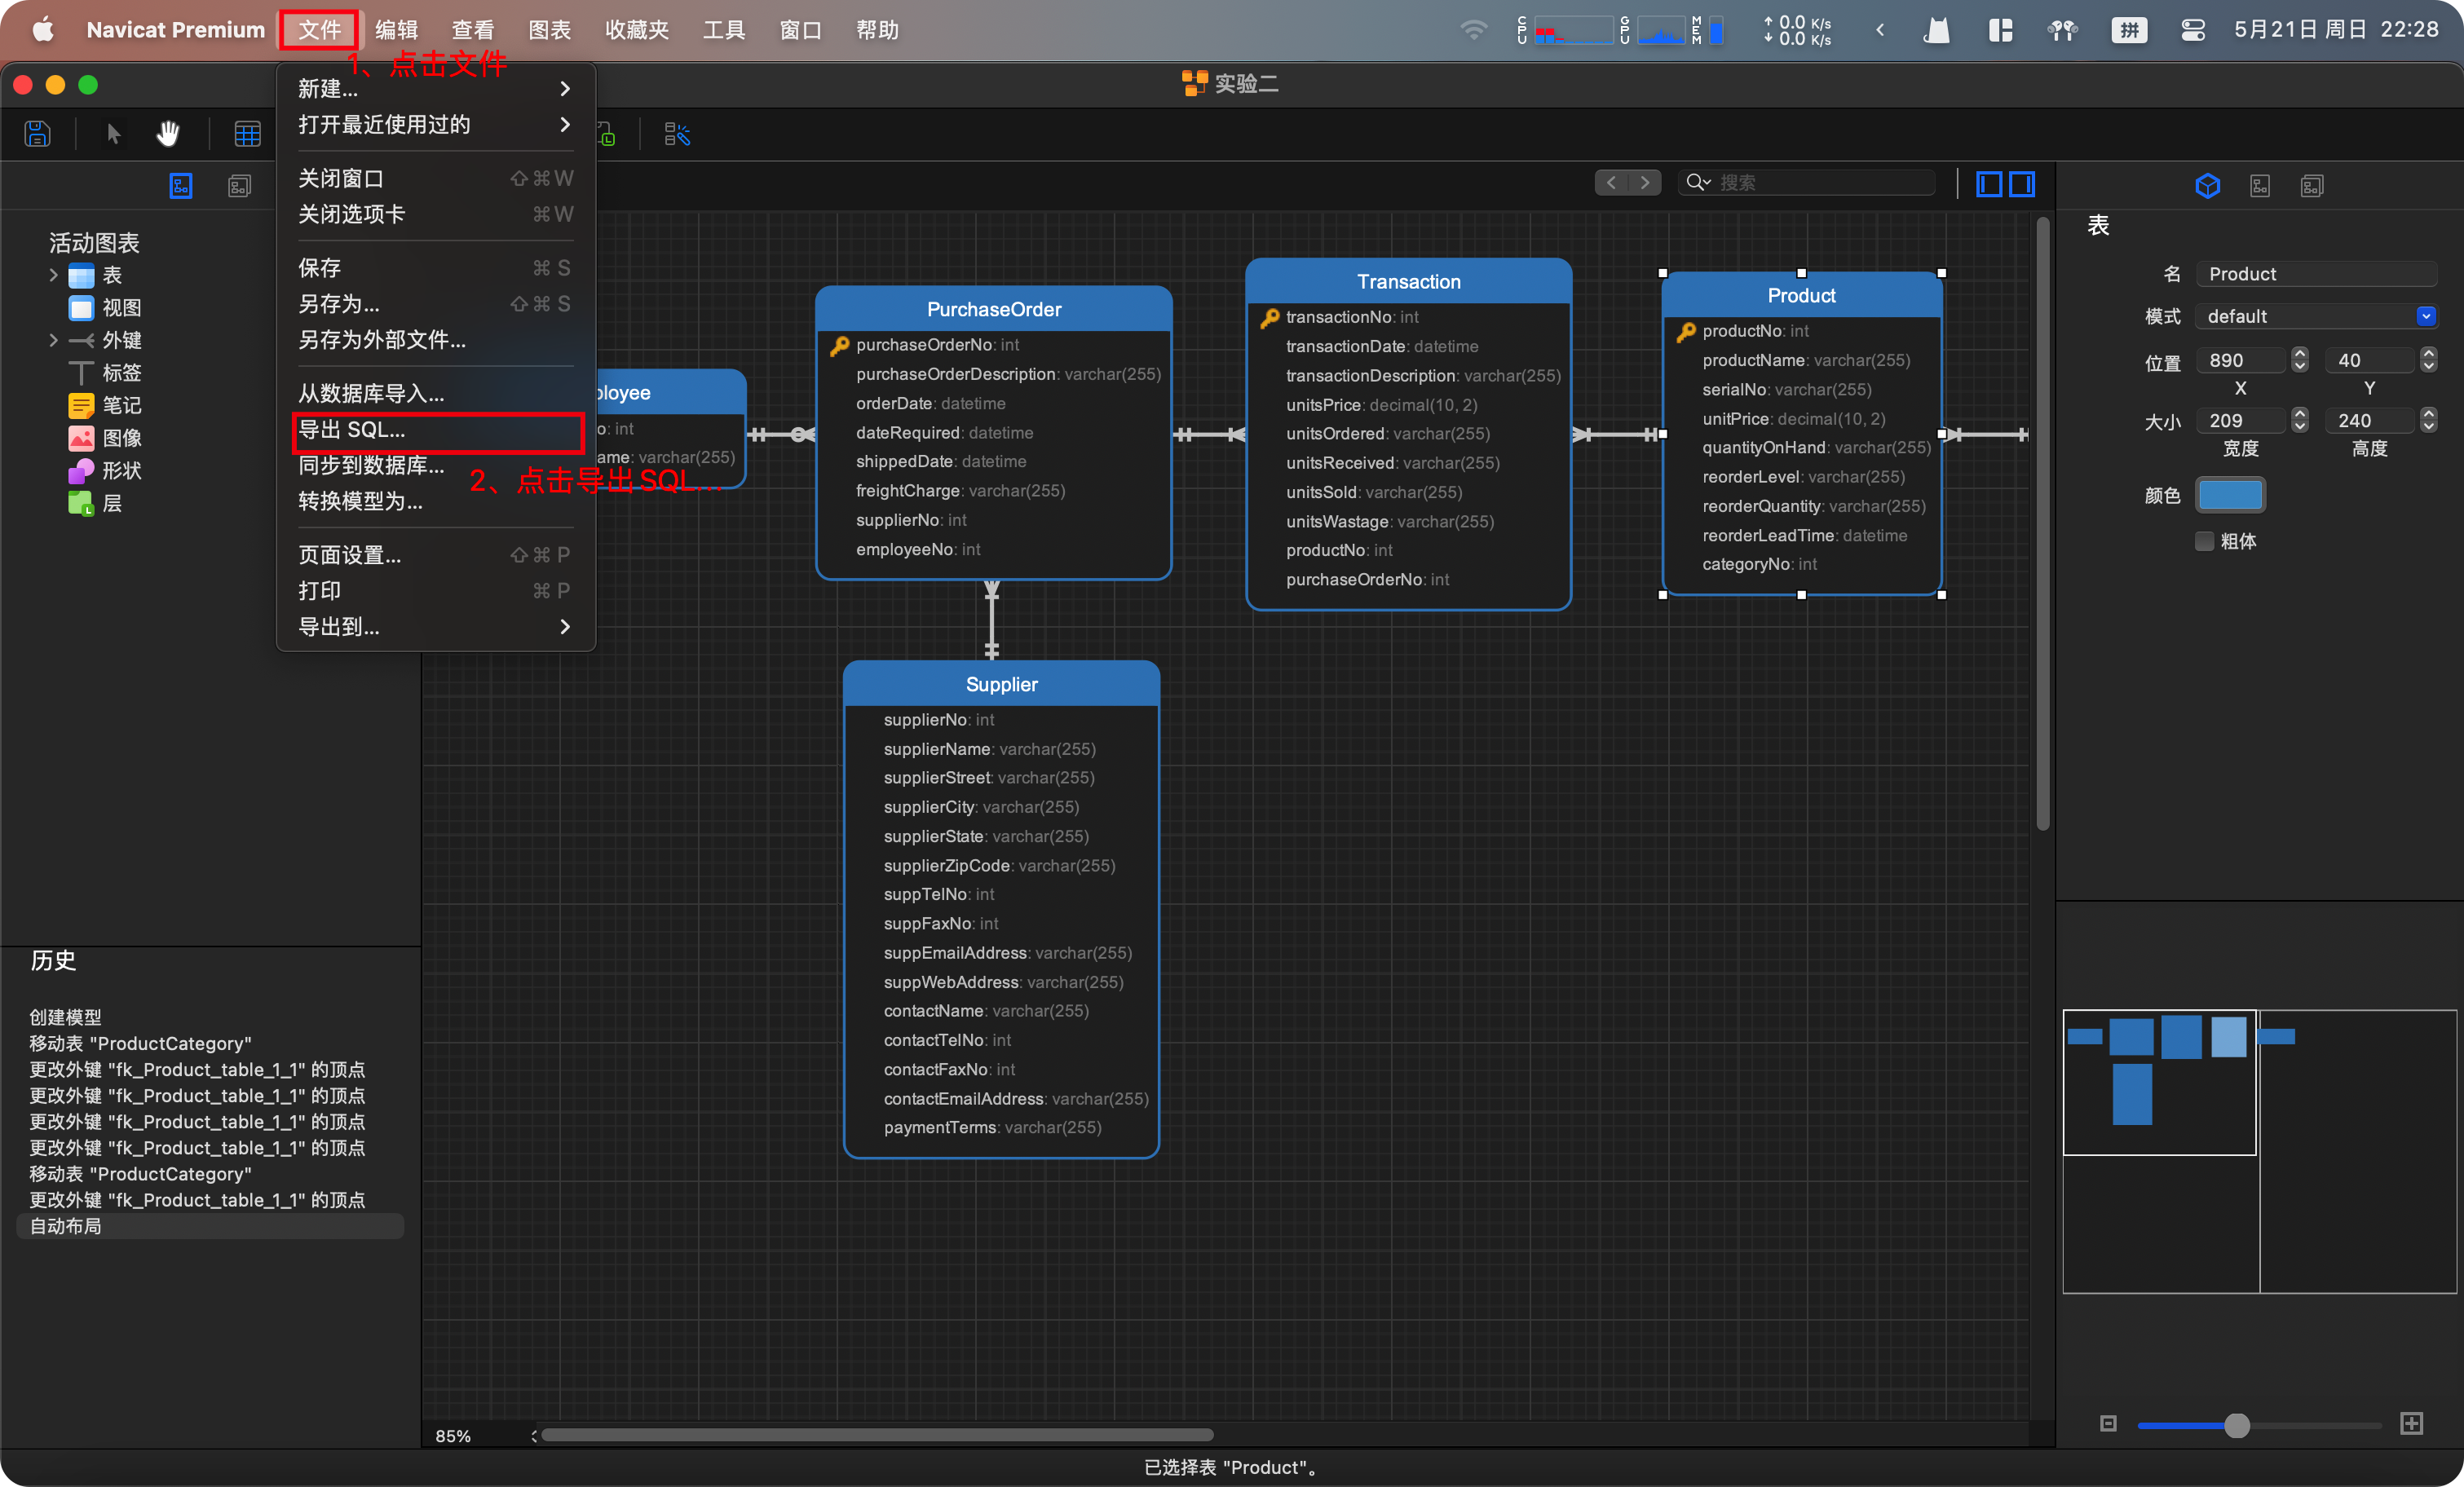 Navicat Premium 文件 编辑 查看 图表 收藏夹 工具 窗口 帮助
CPU GPU MEM ↑ 0.0 K/s
↓ 0.0 K/s
拼 5月21日 周日 22:28
1、点击文件
实验二
新建...
打开最近使用过的
关闭窗口 ⇧⌘W
关闭选项卡 ⌘W
保存 ⌘S
另存为... ⇧⌘S
另存为外部文件...
从数据库导入...
导出 SQL...
同步到数据库...
2、点击导出SQL...
转换模型为...
页面设置... ⇧⌘P
打印 ⌘P
导出到...
搜索
活动图表
表
视图
外键
标签
笔记
图像
形状
层
历史
创建模型
移动表 "ProductCategory"
更改外键 "fk_Product_table_1_1" 的顶点
更改外键 "fk_Product_table_1_1" 的顶点
更改外键 "fk_Product_table_1_1" 的顶点
更改外键 "fk_Product_table_1_1" 的顶点
移动表 "ProductCategory"
更改外键 "fk_Product_table_1_1" 的顶点
自动布局
ployee
o: int
ame: varchar(255)
PurchaseOrder
purchaseOrderNo: int
purchaseOrderDescription: varchar(255)
orderDate: datetime
dateRequired: datetime
shippedDate: datetime
freightCharge: varchar(255)
supplierNo: int
employeeNo: int
Transaction
transactionNo: int
transactionDate: datetime
transactionDescription: varchar(255)
unitsPrice: decimal(10, 2)
unitsOrdered: varchar(255)
unitsReceived: varchar(255)
unitsSold: varchar(255)
unitsWastage: varchar(255)
productNo: int
purchaseOrderNo: int
Product
productNo: int
productName: varchar(255)
serialNo: varchar(255)
unitPrice: decimal(10, 2)
quantityOnHand: varchar(255)
reorderLevel: varchar(255)
reorderQuantity: varchar(255)
reorderLeadTime: datetime
categoryNo: int
Supplier
supplierNo: int
supplierName: varchar(255)
supplierStreet: varchar(255)
supplierCity: varchar(255)
supplierState: varchar(255)
supplierZipCode: varchar(255)
suppTelNo: int
suppFaxNo: int
suppEmailAddress: varchar(255)
suppWebAddress: varchar(255)
contactName: varchar(255)
contactTelNo: int
contactFaxNo: int
contactEmailAddress: varchar(255)
paymentTerms: varchar(255)
表
名 Product
模式 default
位置 890 40
X Y
大小 209 240
宽度 高度
颜色
粗体
85%
已选择表 "Product"。